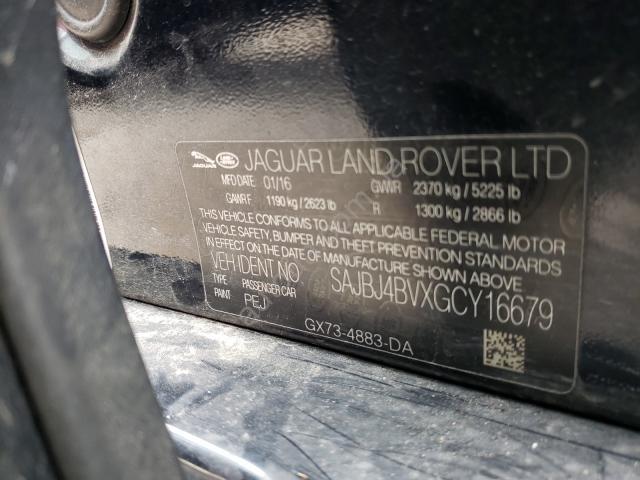 JAGUAR LAND ROVER JAGUAR LAND ROVER LTD
MFD DATE 01/16 GVWR 2370 kg / 5225 lb
GAWR F 1190 kg / 2623 lb R 1300 kg / 2866 lb
THIS VEHICLE CONFORMS TO ALL APPLICABLE FEDERAL MOTOR
VEHICLE SAFETY, BUMPER AND THEFT PREVENTION STANDARDS
IN EFFECT ON THE DATE OF MANUFACTURE SHOWN ABOVE
VEH IDENT NO SAJBJ4BVXGCY16679
TYPE PASSENGER CAR
PEJ
GX73-4883-DA